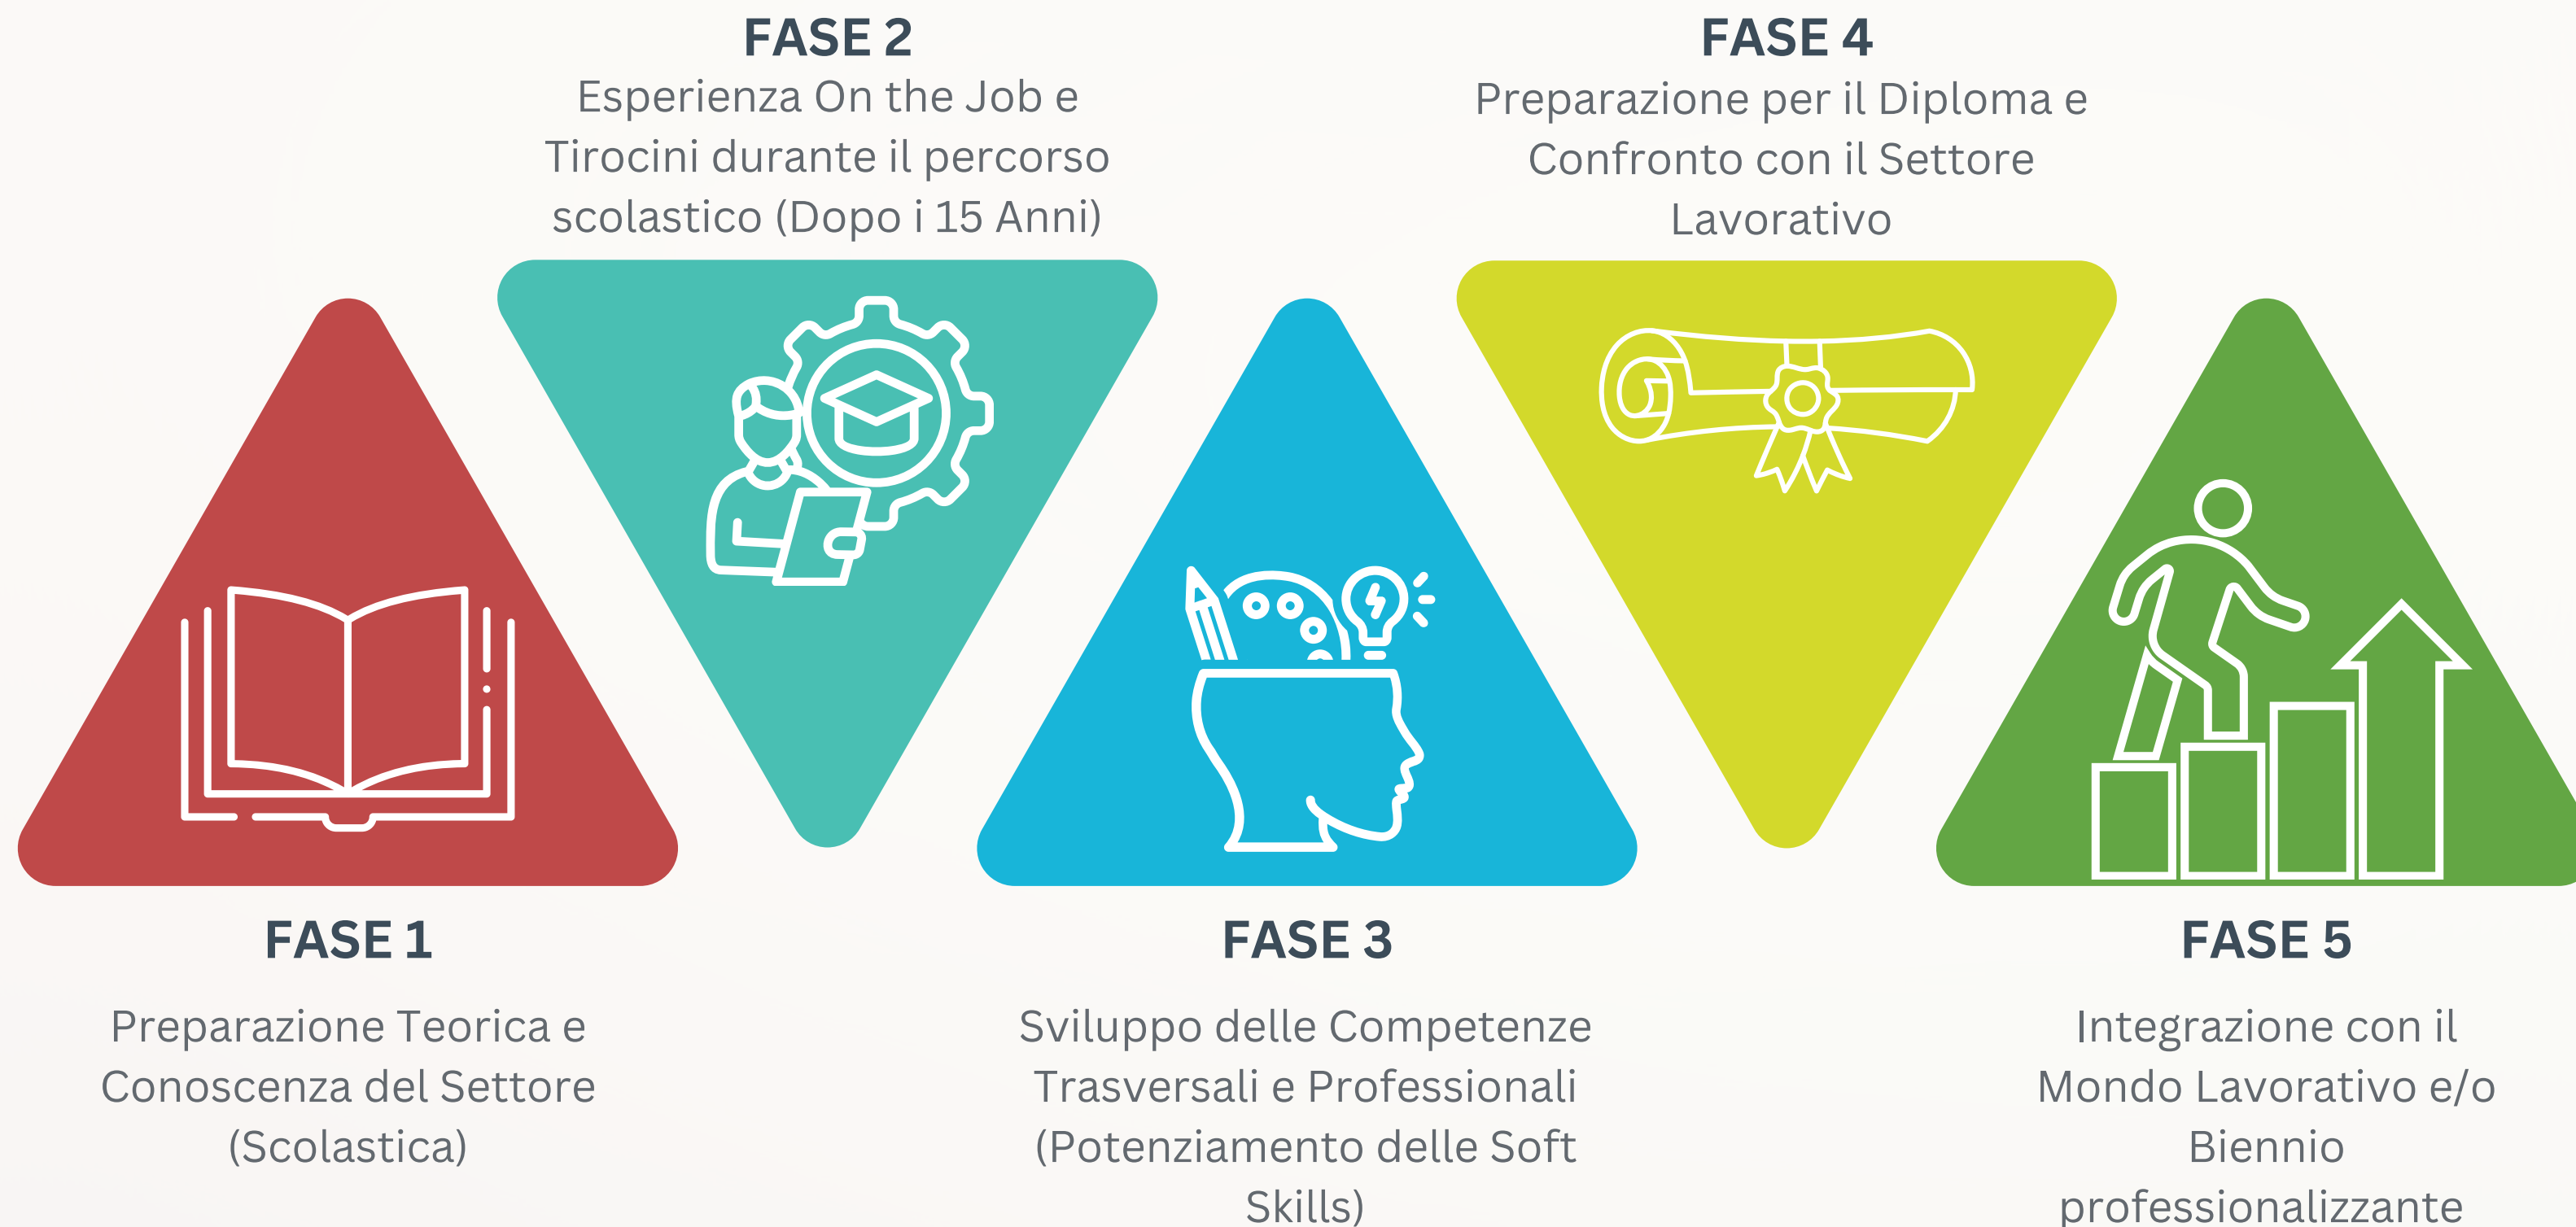 FASE 1
Preparazione Teorica e
Conoscenza del Settore
(Scolastica)
FASE 2
Esperienza On the Job e
Tirocini durante il percorso
scolastico (Dopo i 15 Anni)
FASE 3
Sviluppo delle Competenze
Trasversali e Professionali
(Potenziamento delle Soft
Skills)
FASE 4
Preparazione per il Diploma e
Confronto con il Settore
Lavorativo
FASE 5
Integrazione con il
Mondo Lavorativo e/o
Biennio
professionalizzante